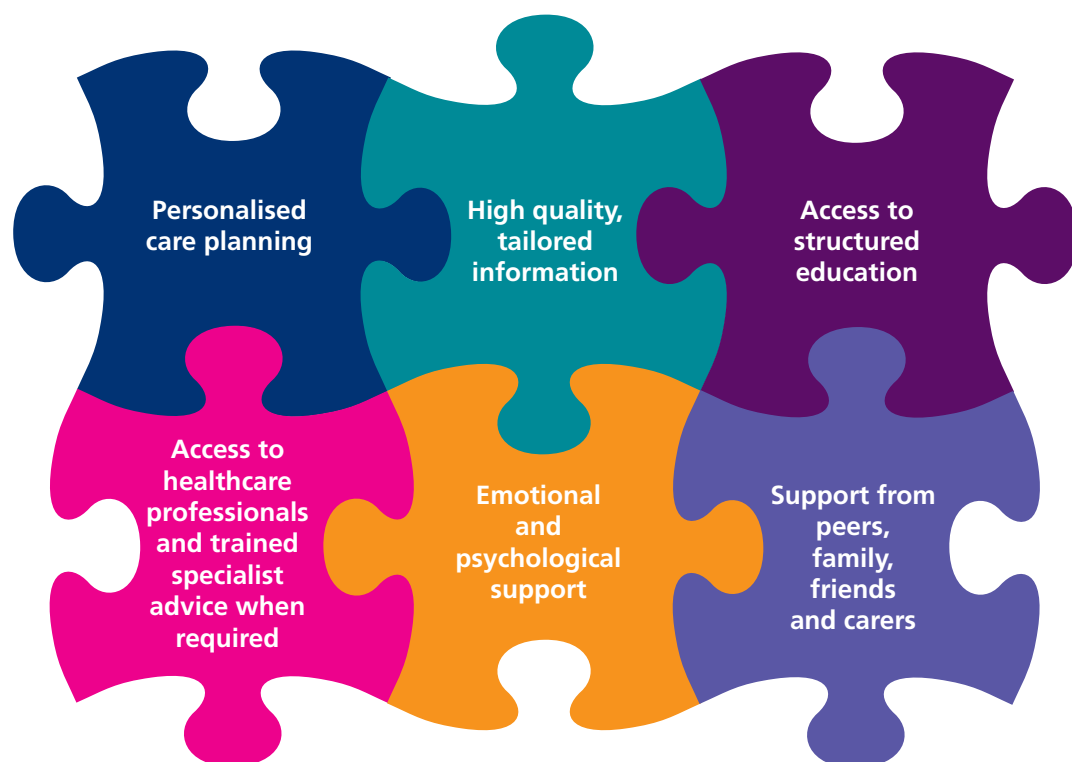 Personalised
care planning
High quality,
tailored
information
Access to
structured
education
Access to
healthcare
professionals
and trained
specialist
advice when
required
Emotional
and
psychological
support
Support from
peers,
family,
friends
and carers